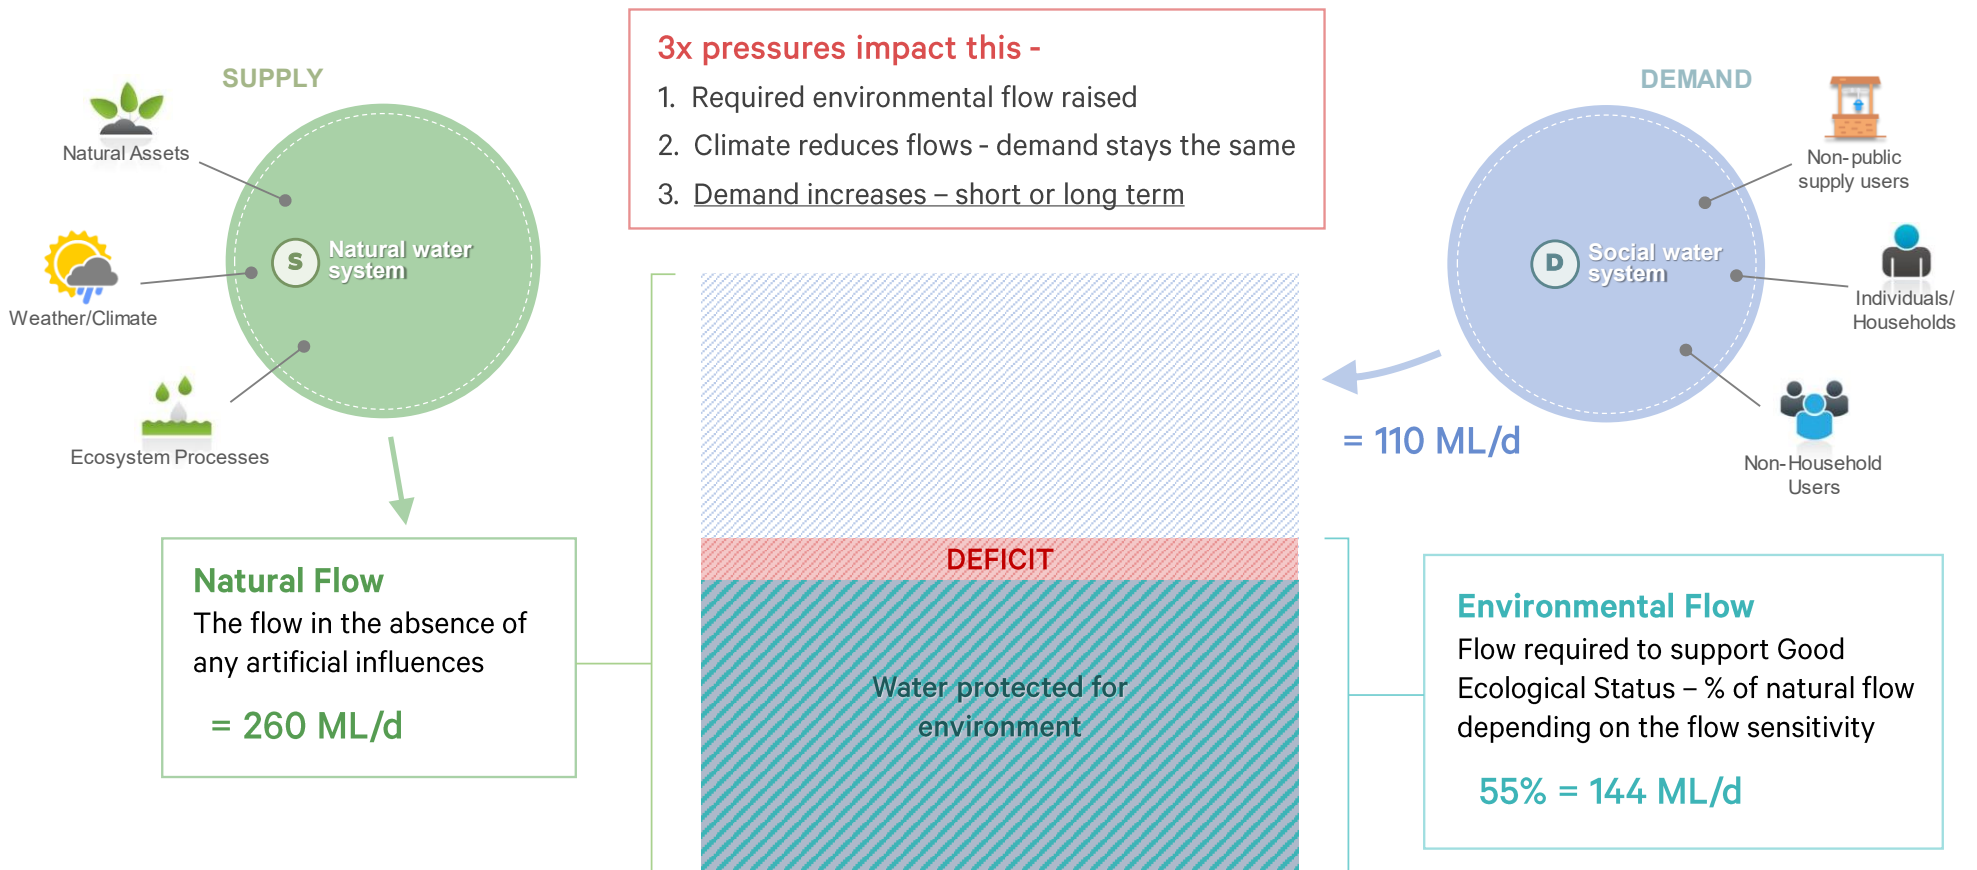 SUPPLY
Natural Assets
Weather/Climate
Ecosystem Processes
S
Natural water
system
3x pressures impact this -
1. Required environmental flow raised
2. Climate reduces flows - demand stays the same
3. Demand increases – short or long term
DEMAND
D
Social water
system
Non-public
supply users
Individuals/
Households
Non-Household
Users
= 110 ML/d
Natural Flow
The flow in the absence of
any artificial influences
= 260 ML/d
DEFICIT
Water protected for
environment
Environmental Flow
Flow required to support Good
Ecological Status – % of natural flow
depending on the flow sensitivity
55% = 144 ML/d